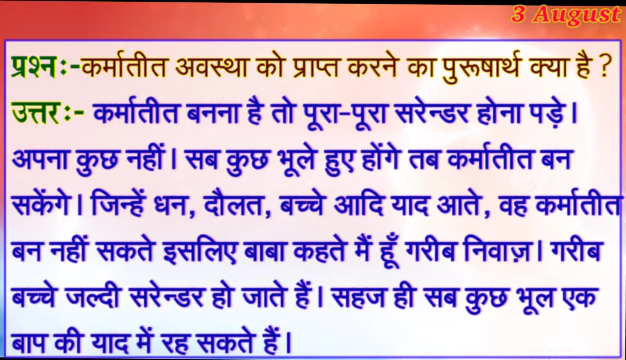 3 August
प्रश्नः-कर्मातीत अवस्था को प्राप्त करने का पुरूषार्थ क्या है ?
उत्तरः- कर्मातीत बनना है तो पूरा-पूरा सरेन्डर होना पड़े।
अपना कुछ नहीं। सब कुछ भूले हुए होंगे तब कर्मातीत बन
सकेंगे। जिन्हें धन, दौलत, बच्चे आदि याद आते, वह कर्मातीत
बन नहीं सकते इसलिए बाबा कहते मैं हूँ गरीब निवाज़। गरीब
बच्चे जल्दी सरेन्डर हो जाते हैं। सहज ही सब कुछ भूल एक
बाप की याद में रह सकते हैं।